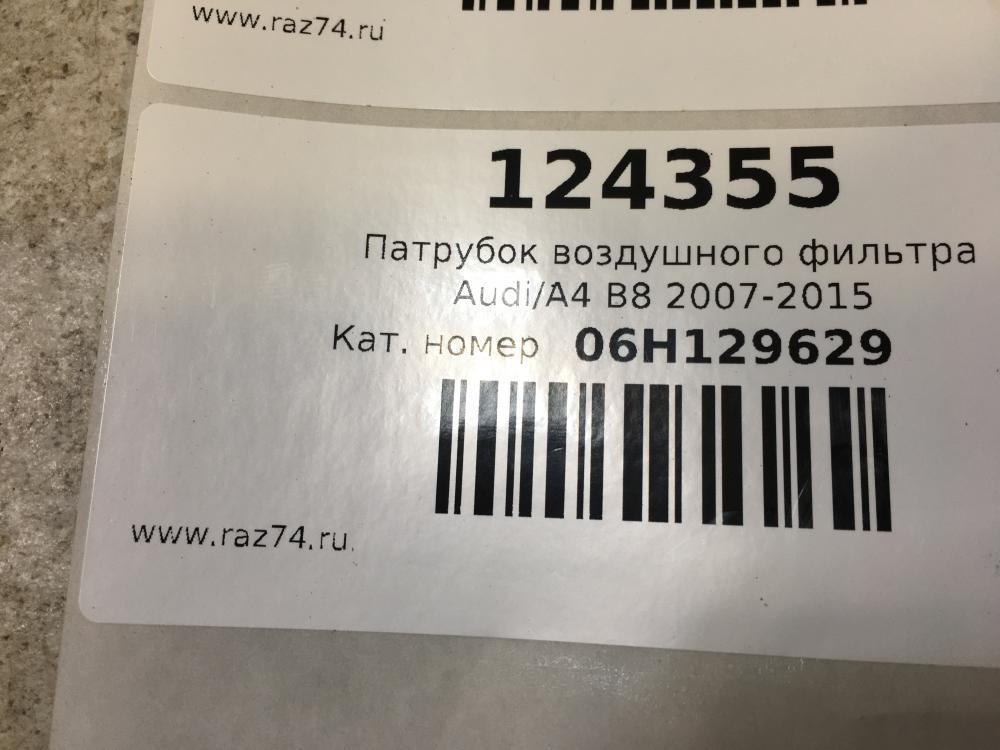 www.raz74.ru
124355
Патрубок воздушного фильтра
Audi/A4 B8 2007-2015
Кат. номер 06H129629
www.raz74.ru